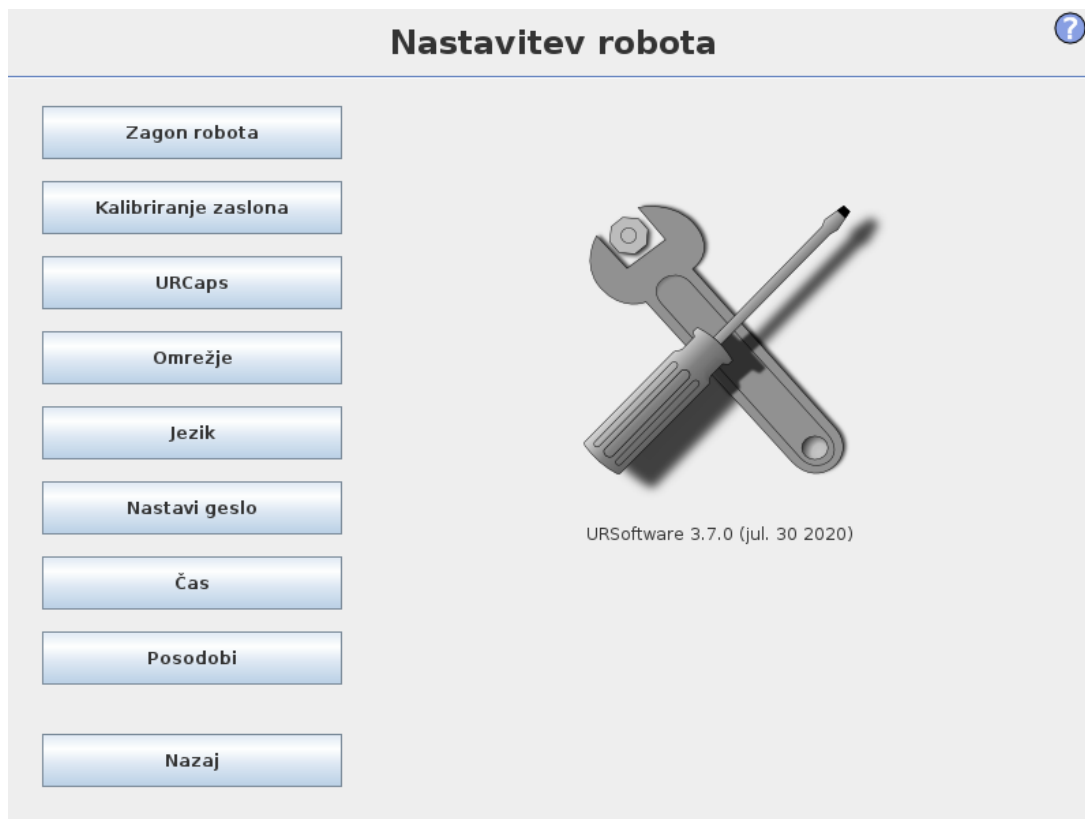 Nastavitev robota
?
Zagon robota
Kalibriranje zaslona
URCaps
Omrežje
Jezik
Nastavi geslo
Čas
Posodobi
Nazaj
URSoftware 3.7.0 (jul. 30 2020)